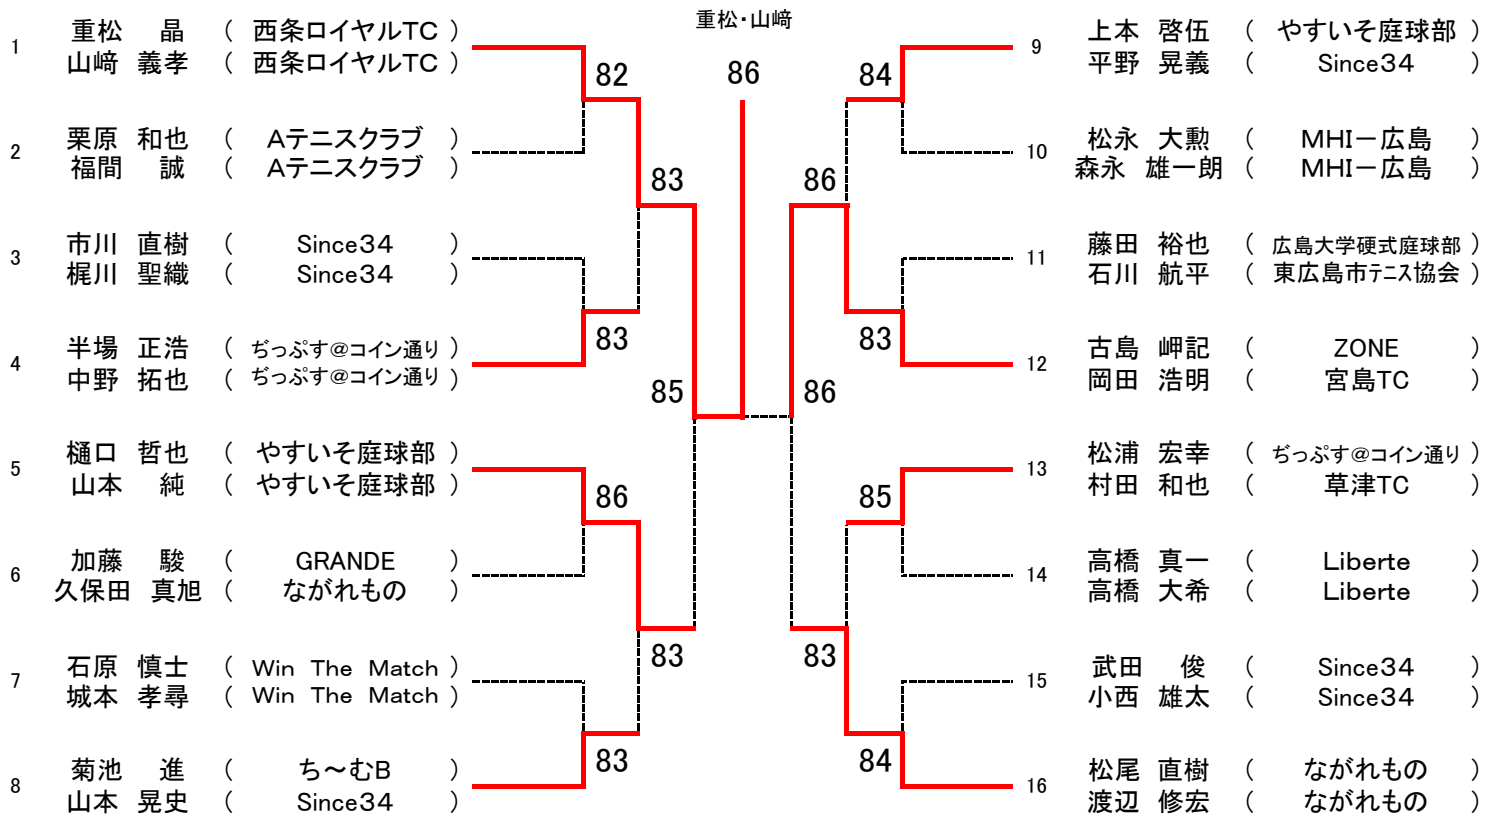 重松・山﨑
1 重松 晶 ( 西条ロイヤルTC )
山﨑 義孝 ( 西条ロイヤルTC )
2 栗原 和也 ( Aテニスクラブ )
福間 誠 ( Aテニスクラブ )
3 市川 直樹 ( Since34 )
梶川 聖織 ( Since34 )
4 半場 正浩 ( ぢっぷす@コイン通り )
中野 拓也 ( ぢっぷす@コイン通り )
5 樋口 哲也 ( やすいそ庭球部 )
山本 純 ( やすいそ庭球部 )
6 加藤 駿 ( GRANDE )
久保田 真旭 ( ながれもの )
7 石原 慎士 ( Win The Match )
城本 孝尋 ( Win The Match )
8 菊池 進 ( ち～むB )
山本 晃史 ( Since34 )
82
83
83
85
86
83
83
86
84
86
83
86
85
83
84
9 上本 啓伍 ( やすいそ庭球部 )
平野 晃義 ( Since34 )
10 松永 大勲 ( MHI－広島 )
森永 雄一朗 ( MHI－広島 )
11 藤田 裕也 ( 広島大学硬式庭球部 )
石川 航平 ( 東広島市テニス協会 )
12 古島 岬記 ( ZONE )
岡田 浩明 ( 宮島TC )
13 松浦 宏幸 ( ぢっぷす@コイン通り )
村田 和也 ( 草津TC )
14 高橋 真一 ( Liberte )
高橋 大希 ( Liberte )
15 武田 俊 ( Since34 )
小西 雄太 ( Since34 )
16 松尾 直樹 ( ながれもの )
渡辺 修宏 ( ながれもの )